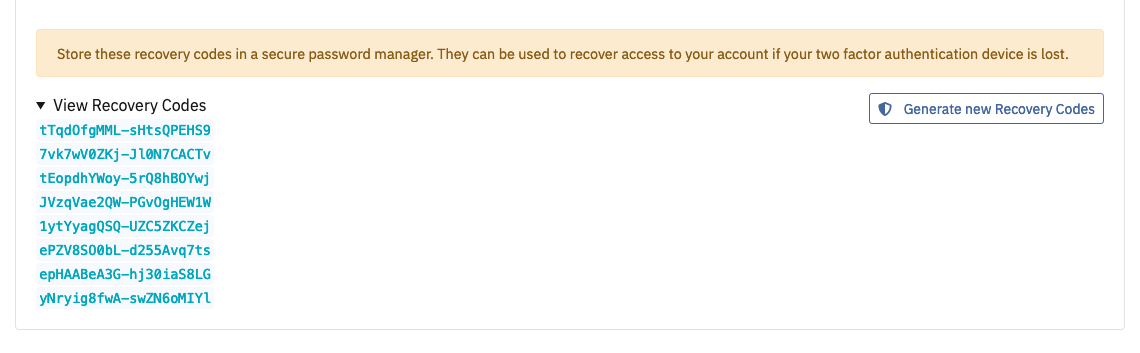 Store these recovery codes in a secure password manager. They can be used to recover access to your account if your two factor authentication device is lost.
View Recovery Codes
Generate new Recovery Codes
tTqdOfgMML-sHtsQPEHS9
7vk7wV0ZKj-Jl0N7CACTv
tEopdhYWoy-5rQ8hBOYwj
JVzqVae2QW-PGvOgHEW1W
1ytYyagQSQ-UZC5ZKCZej
ePZV8SO0bL-d255Avq7ts
epHAABeA3G-hj30iaS8LG
yNryig8fwA-swZN6oMIYl